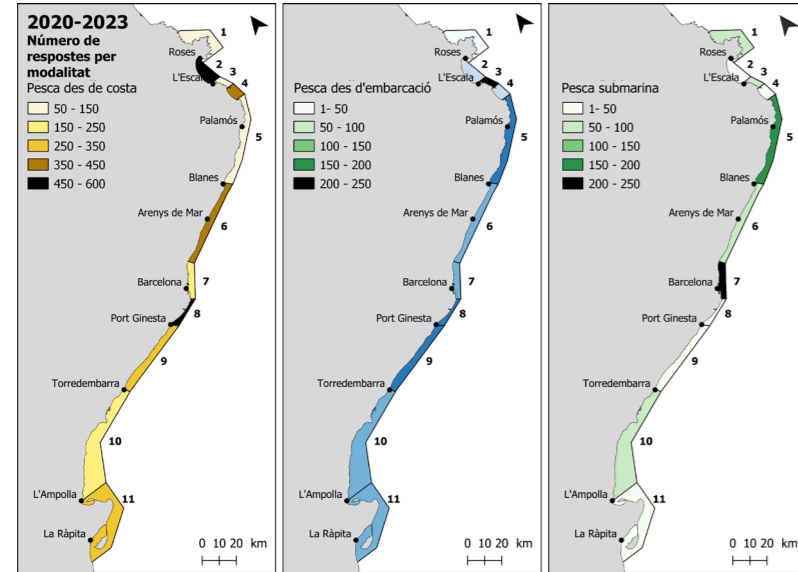 2020-2023
Número de
respostes per
modalitat
Pesca des de costa
50 - 150
150 - 250
250 - 350
350 - 450
450 - 600
1
Roses
2
3
L'Escala
4
Palamós
5
Blanes
Arenys de Mar
6
Barcelona
7
Port Ginesta
8
9
Torredembarra
10
L'Ampolla
11
La Ràpita
0 10 20 km
Pesca des d'embarcació
1- 50
50 - 100
100 - 150
150 - 200
200 - 250
1
Roses
2
3
L'Escala
4
Palamós
5
Blanes
Arenys de Mar
6
Barcelona
7
Port Ginesta
8
9
Torredembarra
10
L'Ampolla
11
La Ràpita
0 10 20 km
Pesca submarina
1- 50
50 - 100
100 - 150
150 - 200
200 - 250
1
Roses
2
3
L'Escala
4
Palamós
5
Blanes
Arenys de Mar
6
Barcelona
7
Port Ginesta
8
9
Torredembarra
10
L'Ampolla
11
La Ràpita
0 10 20 km